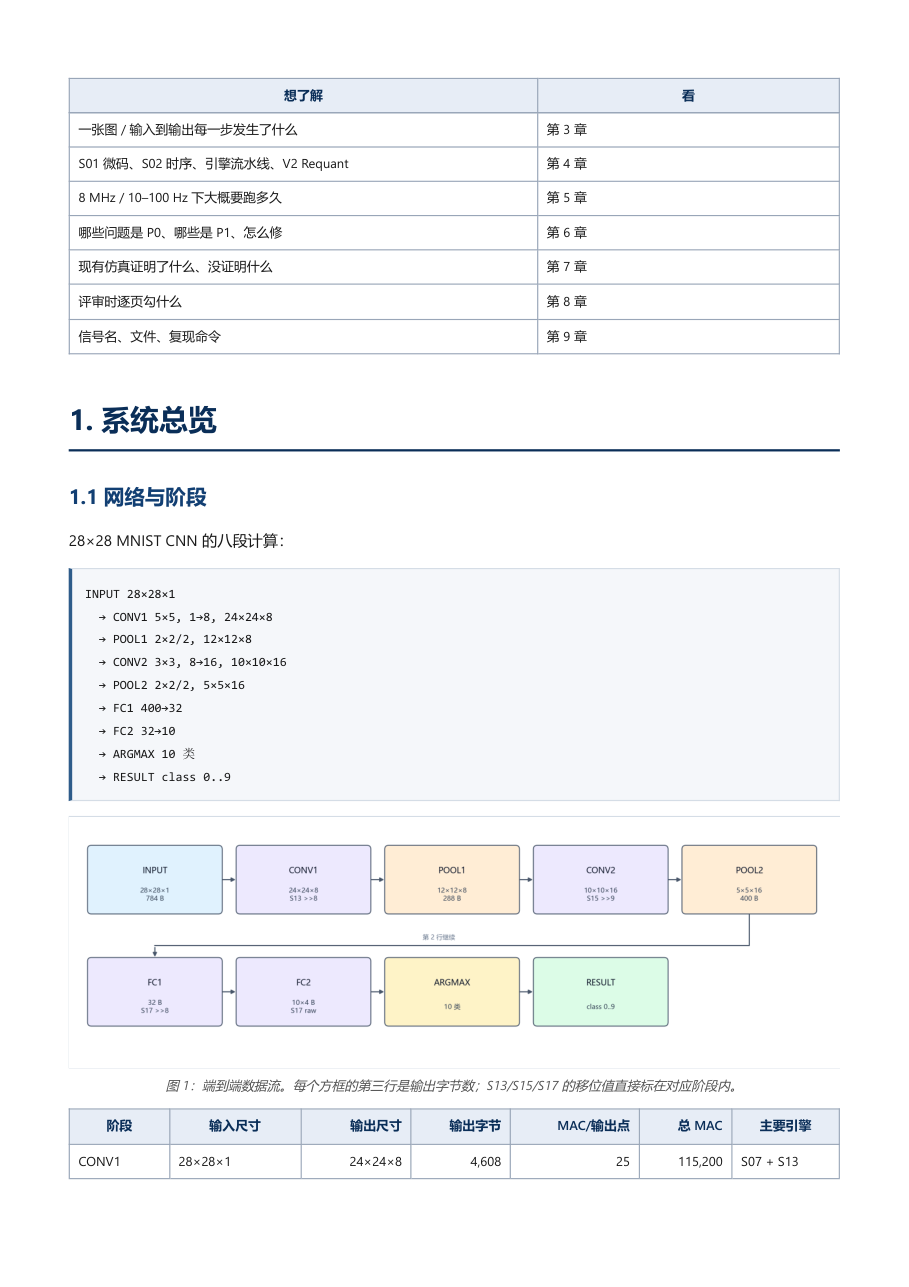 想了解 看
一张图 / 输入到输出每一步发生了什么 第 3 章
S01 微码、S02 时序、引擎流水线、V2 Requant 第 4 章
8 MHz / 10–100 Hz 下大概要跑多久 第 5 章
哪些问题是 P0、哪些是 P1、怎么修 第 6 章
现有仿真证明了什么、没证明什么 第 7 章
评审时逐页勾什么 第 8 章
信号名、文件、复现命令 第 9 章
1. 系统总览
1.1 网络与阶段
28×28 MNIST CNN 的八段计算：
INPUT 28×28×1
→ CONV1 5×5, 1→8, 24×24×8
→ POOL1 2×2/2, 12×12×8
→ CONV2 3×3, 8→16, 10×10×16
→ POOL2 2×2/2, 5×5×16
→ FC1 400→32
→ FC2 32→10
→ ARGMAX 10 类
→ RESULT class 0..9
INPUT CONV1 POOL1 CONV2 POOL2
28×28×1 24×24×8 12×12×8 10×10×16 5×5×16
784 B S13 >>8 288 B S15 >>9 400 B
第 2 行继续
FC1 FC2 ARGMAX RESULT
32 B 10×4 B 10 类 class 0..9
S17 >>8 S17 raw
图 1：端到端数据流。每个方框的第三行是输出字节数；S13/S15/S17 的移位值直接标在对应阶段内。
阶段 输入尺寸 输出尺寸 输出字节 MAC/输出点 总 MAC 主要引擎
CONV1 28×28×1 24×24×8 4,608 25 115,200 S07 + S13